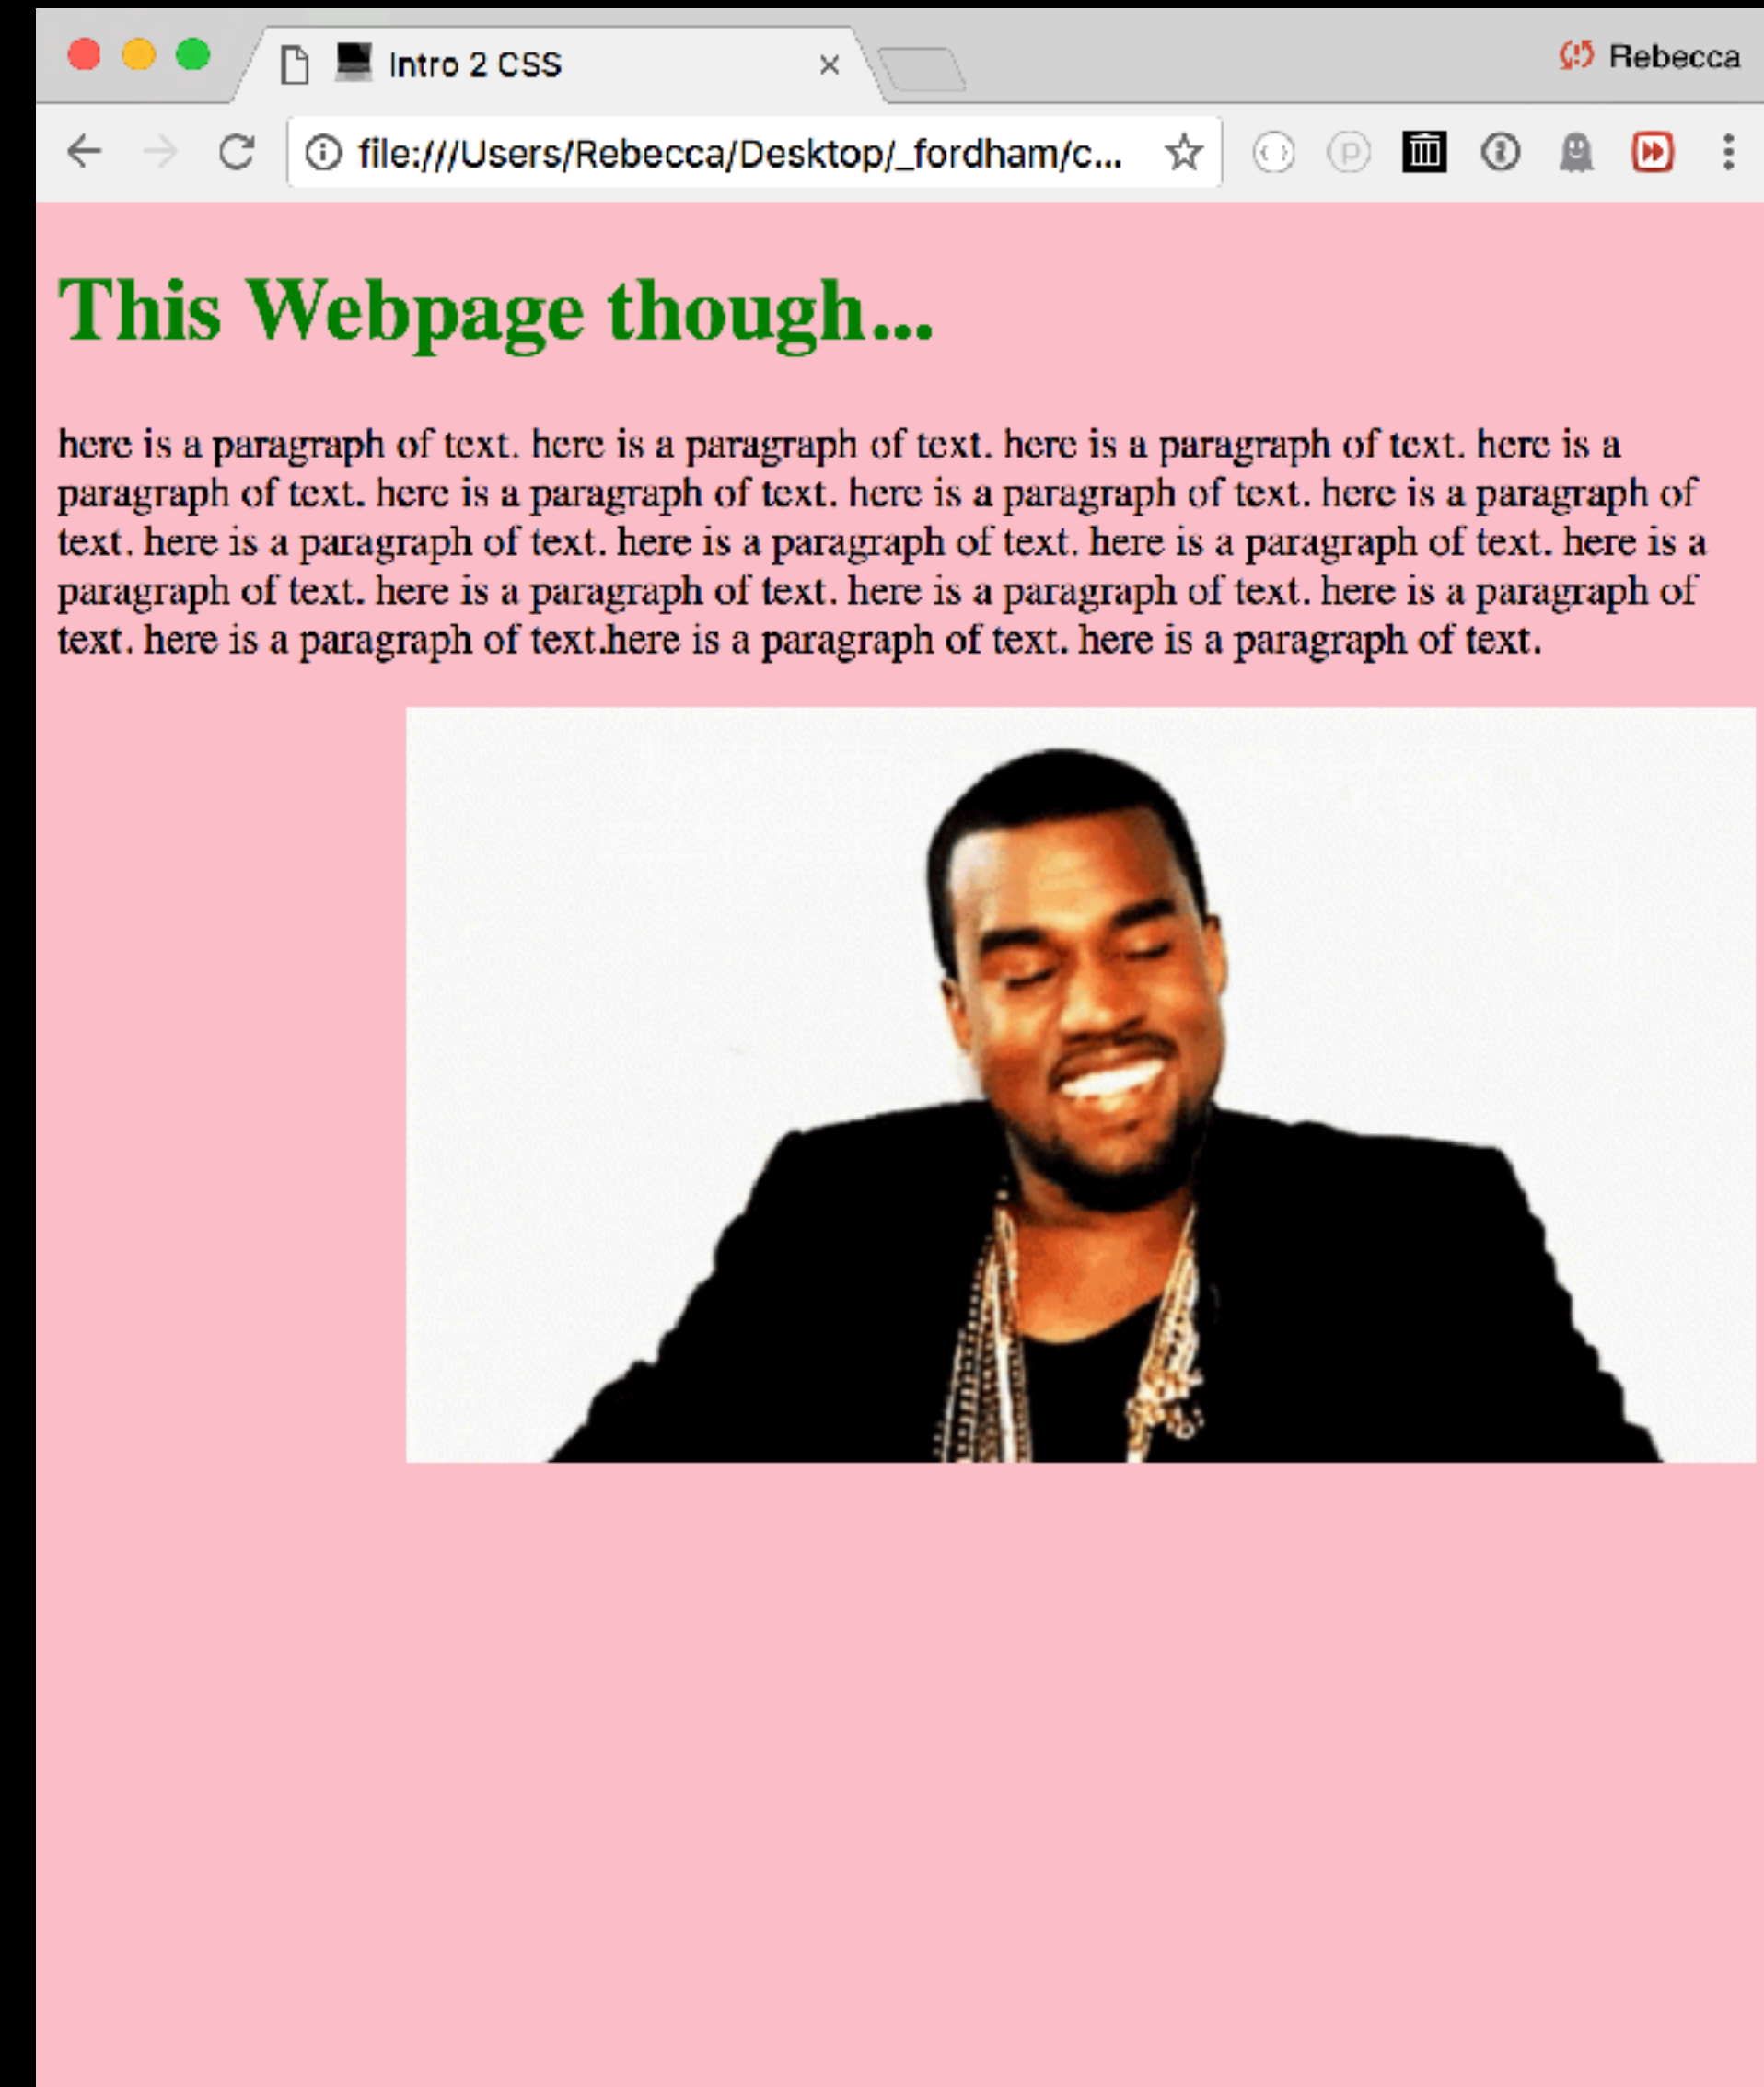 Intro 2 CSS
Rebecca
file:///Users/Rebecca/Desktop/_fordham/c...
This Webpage though...
here is a paragraph of text. here is a paragraph of text. here is a paragraph of text. here is a
paragraph of text. here is a paragraph of text. here is a paragraph of text. here is a paragraph of
text. here is a paragraph of text. here is a paragraph of text. here is a paragraph of text. here is a
paragraph of text. here is a paragraph of text. here is a paragraph of text. here is a paragraph of
text. here is a paragraph of text.here is a paragraph of text. here is a paragraph of text.